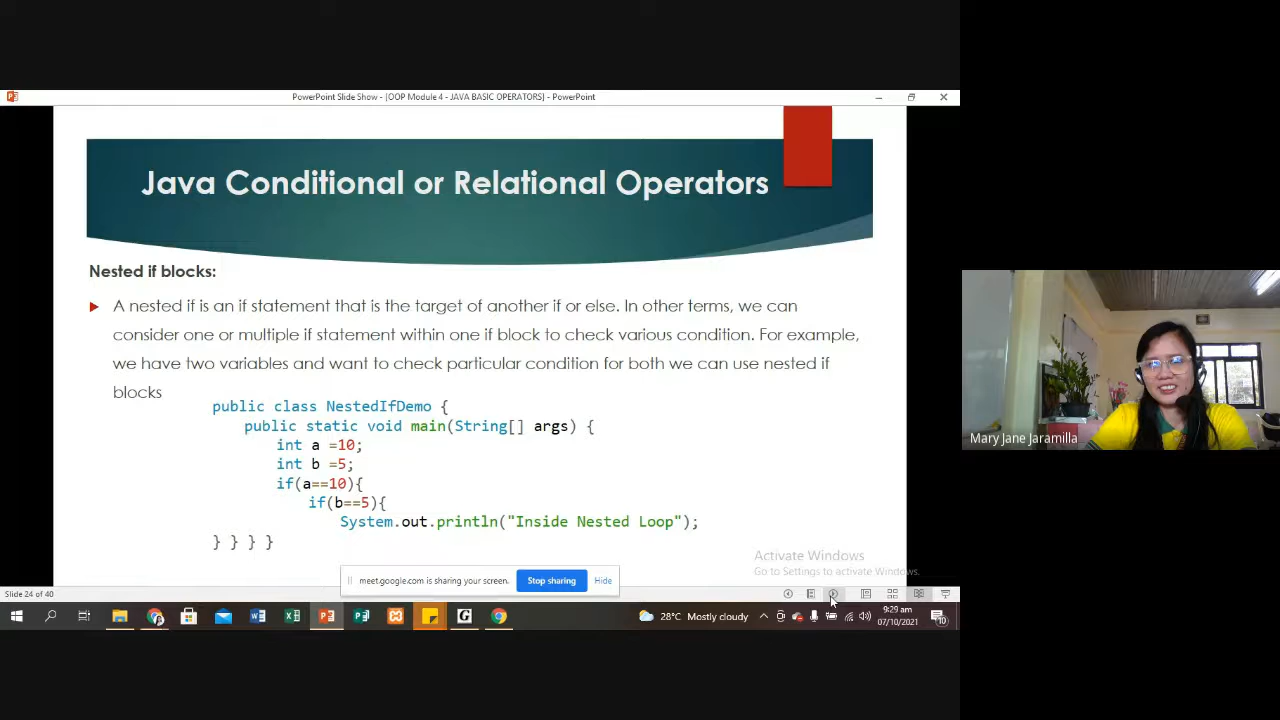 PowerPoint Slide Show - [OOP Module 4 - JAVA BASIC OPERATORS] - PowerPoint
Java Conditional or Relational Operators
Nested if blocks:
A nested if is an if statement that is the target of another if or else. In other terms, we can
consider one or multiple if statement within one if block to check various condition. For example,
we have two variables and want to check particular condition for both we can use nested if
blocks
public class NestedIfDemo {
public static void main(String[] args) {
int a =10;
int b =5;
if(a==10){
if(b==5){
System.out.println("Inside Nested Loop");
} } } }
Mary Jane Jaramilla
Activate Windows
Go to Settings to activate Windows.
meet.google.com is sharing your screen.
Stop sharing
Hide
Slide 24 of 40
28°C Mostly cloudy
9:29 am
07/10/2021
10